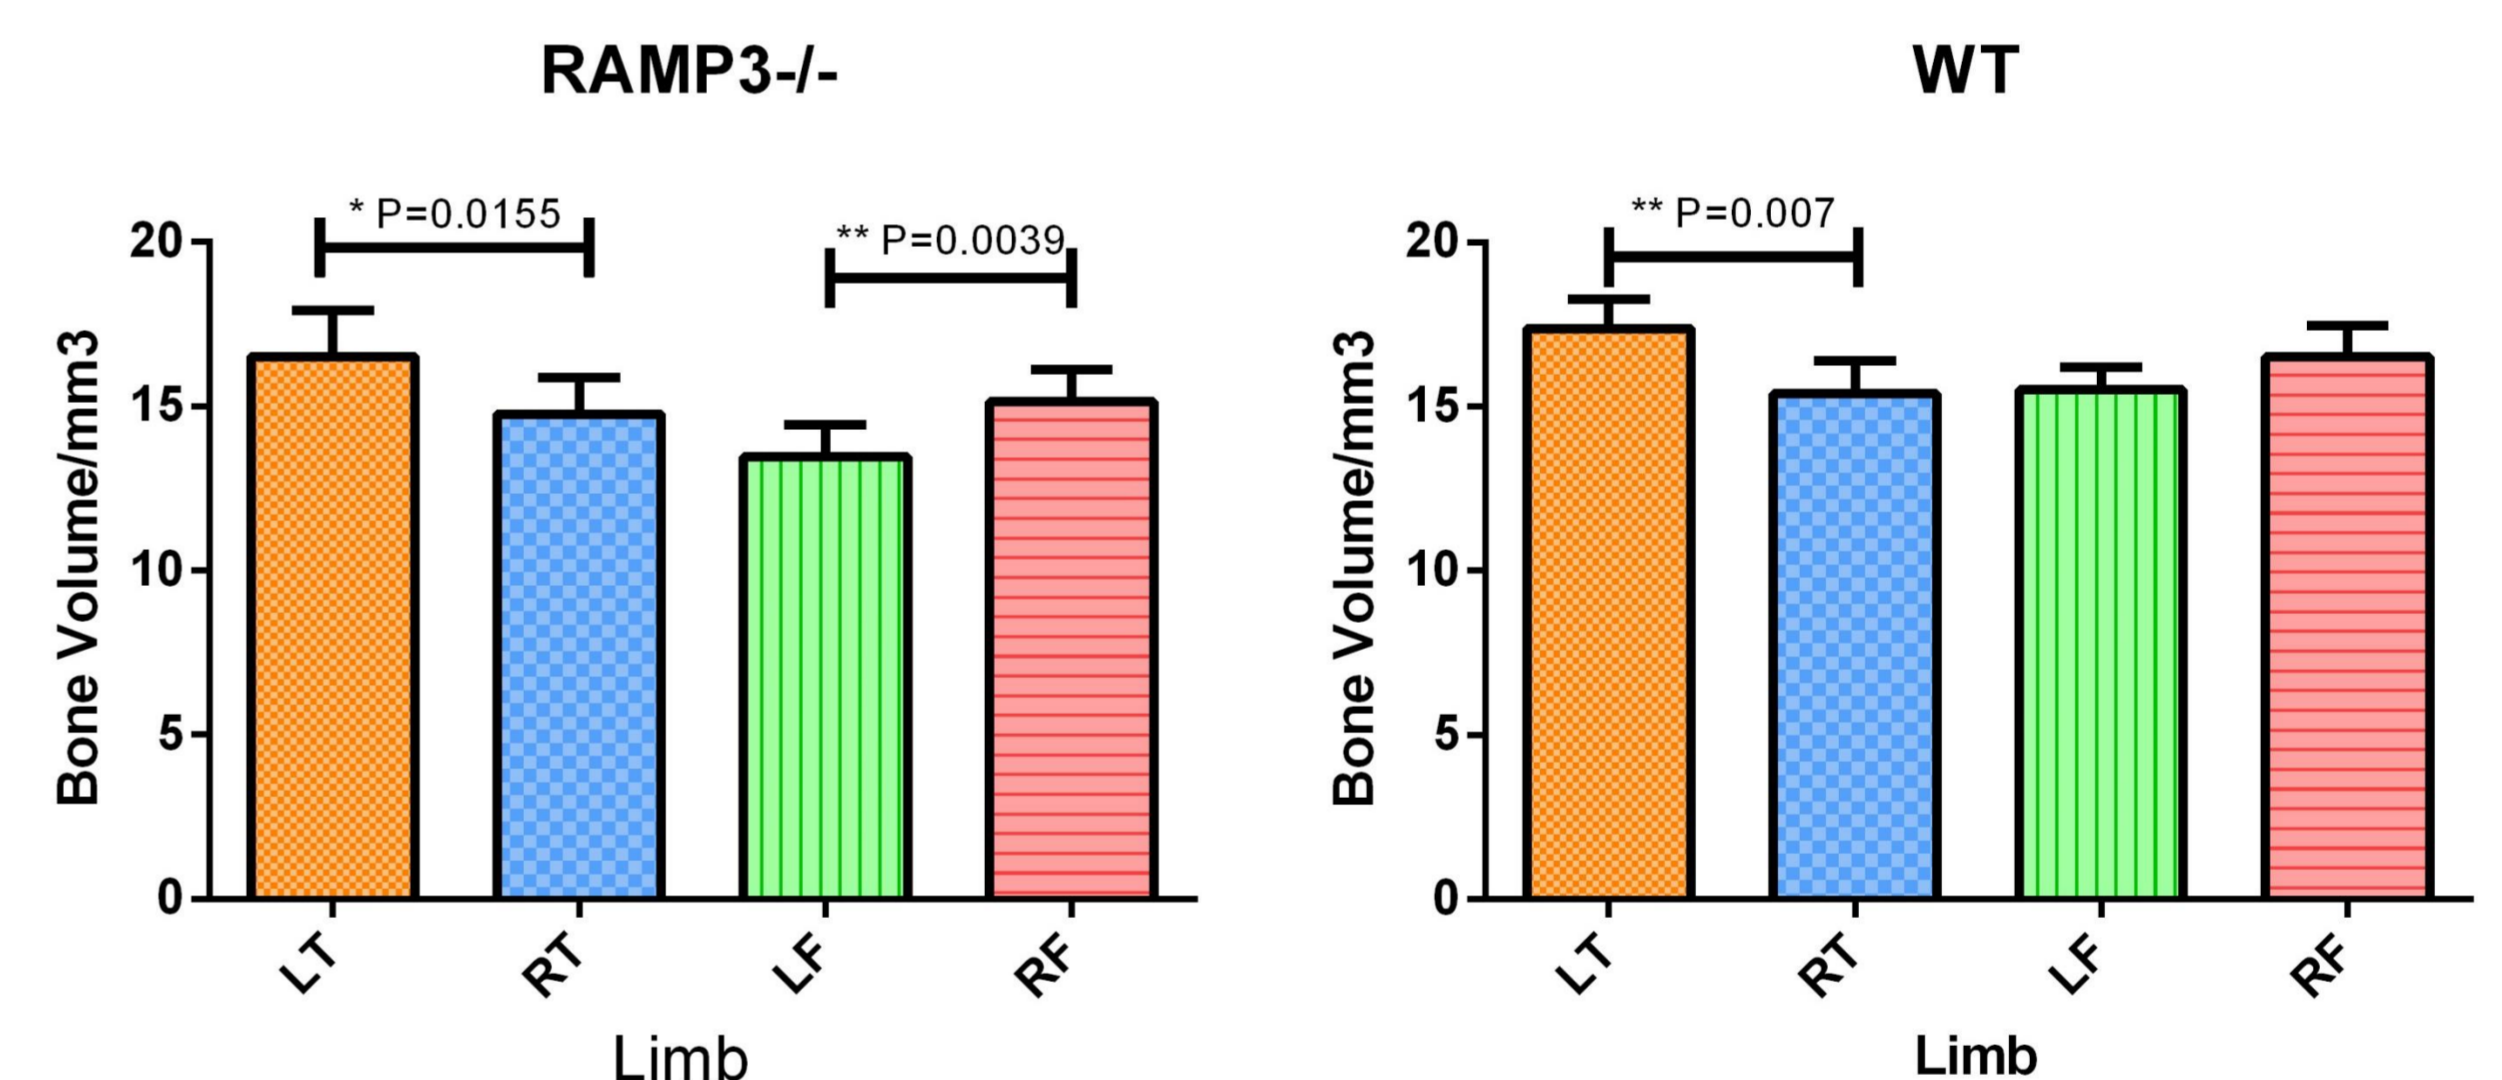 RAMP3-/-
* P=0.0155
** P=0.0039
20
15
10
5
0
Bone Volume/mm3
LT
RT
LF
RF
Limb
WT
** P=0.007
20
15
10
5
0
Bone Volume/mm3
LT
RT
LF
RF
Limb